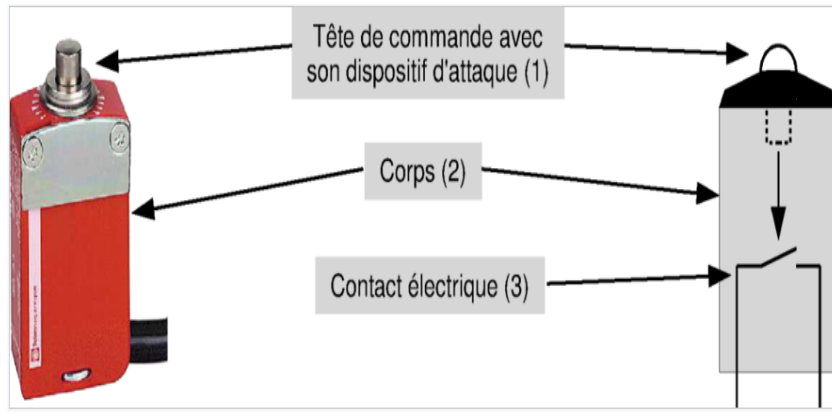 Tête de commande avec
son dispositif d'attaque (1)
Corps (2)
Contact électrique (3)